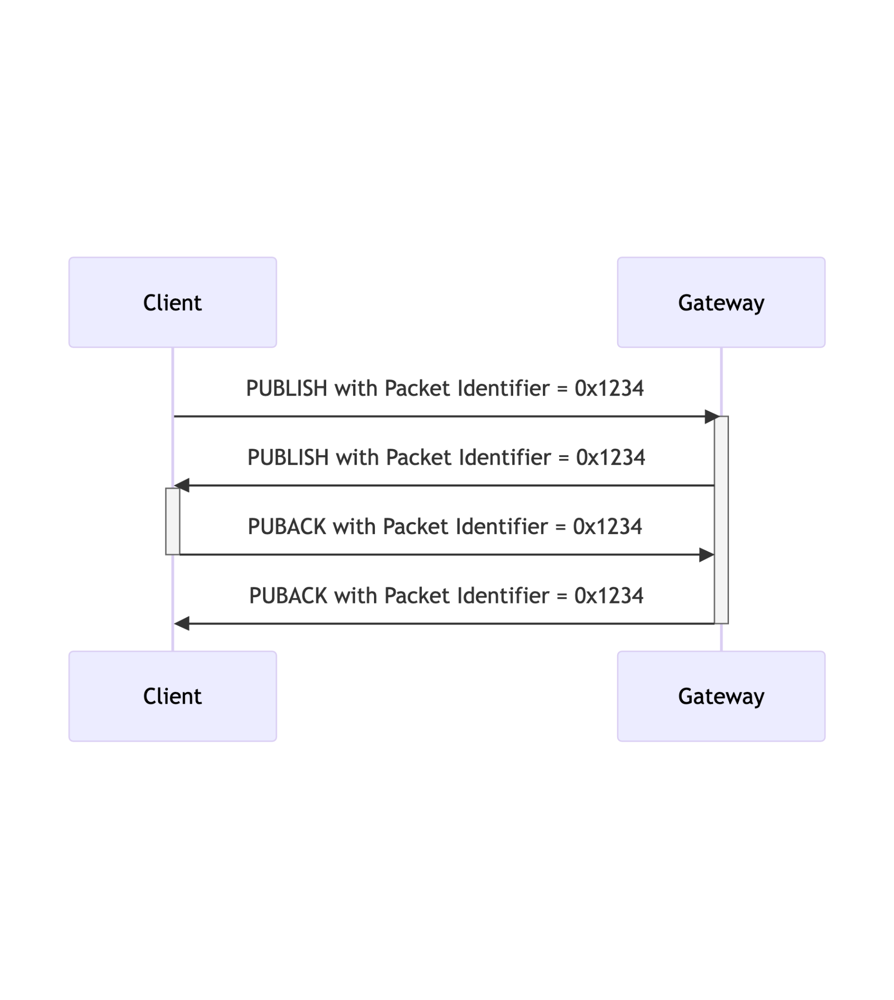 Client
Gateway
PUBLISH with Packet Identifier = 0x1234
PUBLISH with Packet Identifier = 0x1234
PUBACK with Packet Identifier = 0x1234
PUBACK with Packet Identifier = 0x1234
Client
Gateway